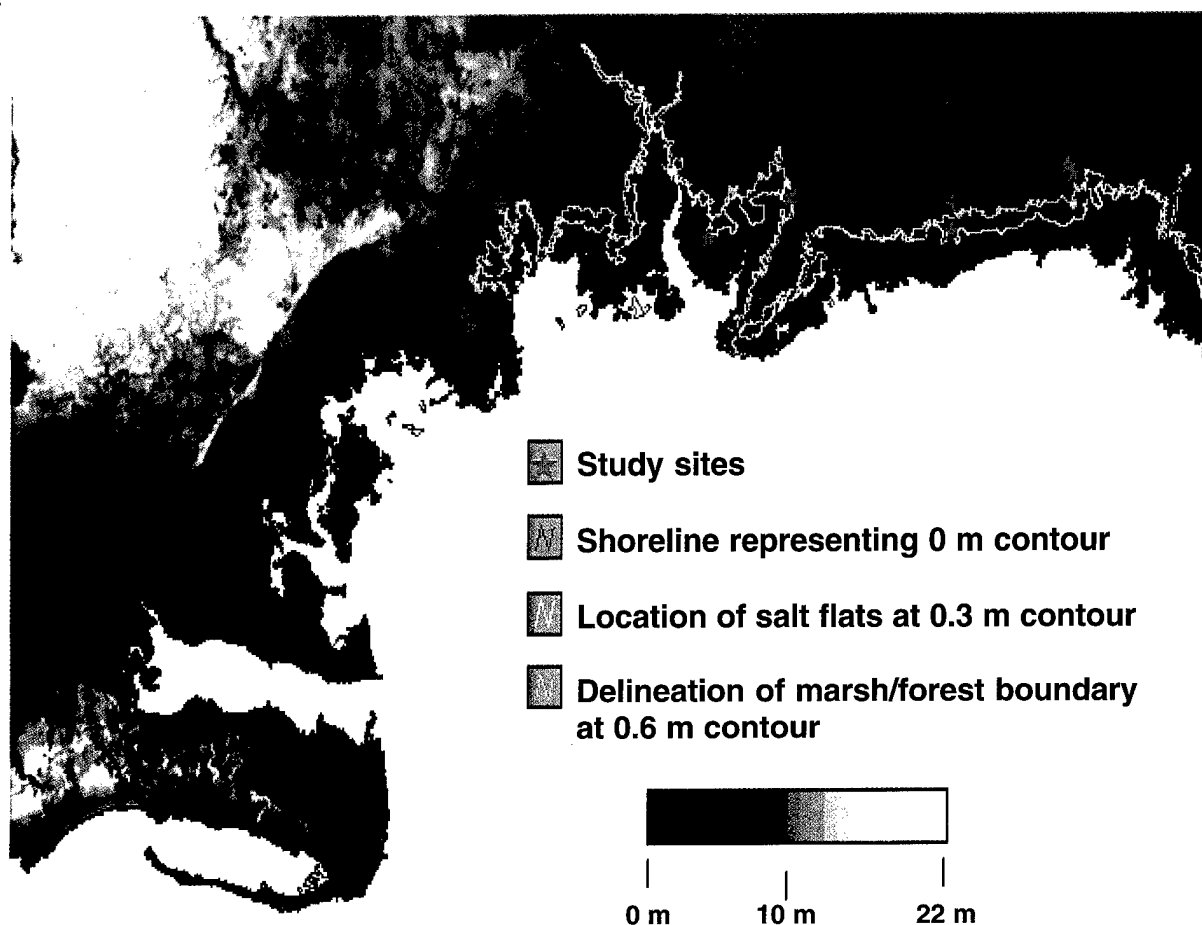 Study sites
Shoreline representing 0 m contour
Location of salt flats at 0.3 m contour
Delineation of marsh/forest boundary
at 0.6 m contour
0 m 10 m 22 m